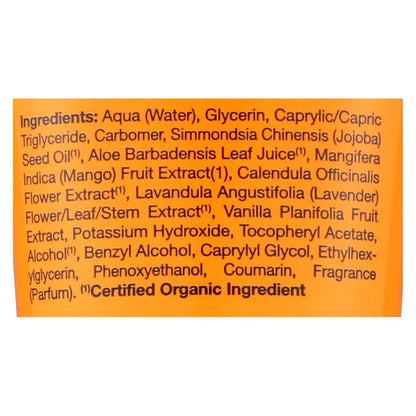 Ingredients: Aqua (Water), Glycerin, Caprylic/Capric
Triglyceride, Carbomer, Simmondsia Chinensis (Jojoba)
Seed Oil⁽¹⁾, Aloe Barbadensis Leaf Juice⁽¹⁾, Mangifera
Indica (Mango) Fruit Extract(1), Calendula Officinalis
Flower Extract⁽¹⁾, Lavandula Angustifolia (Lavender)
Flower/Leaf/Stem Extract⁽¹⁾, Vanilla Planifolia Fruit
Extract, Potassium Hydroxide, Tocopheryl Acetate,
Alcohol⁽¹⁾, Benzyl Alcohol, Caprylyl Glycol, Ethylhex-
ylglycerin, Phenoxyethanol, Coumarin, Fragrance
(Parfum). ⁽¹⁾Certified Organic Ingredient